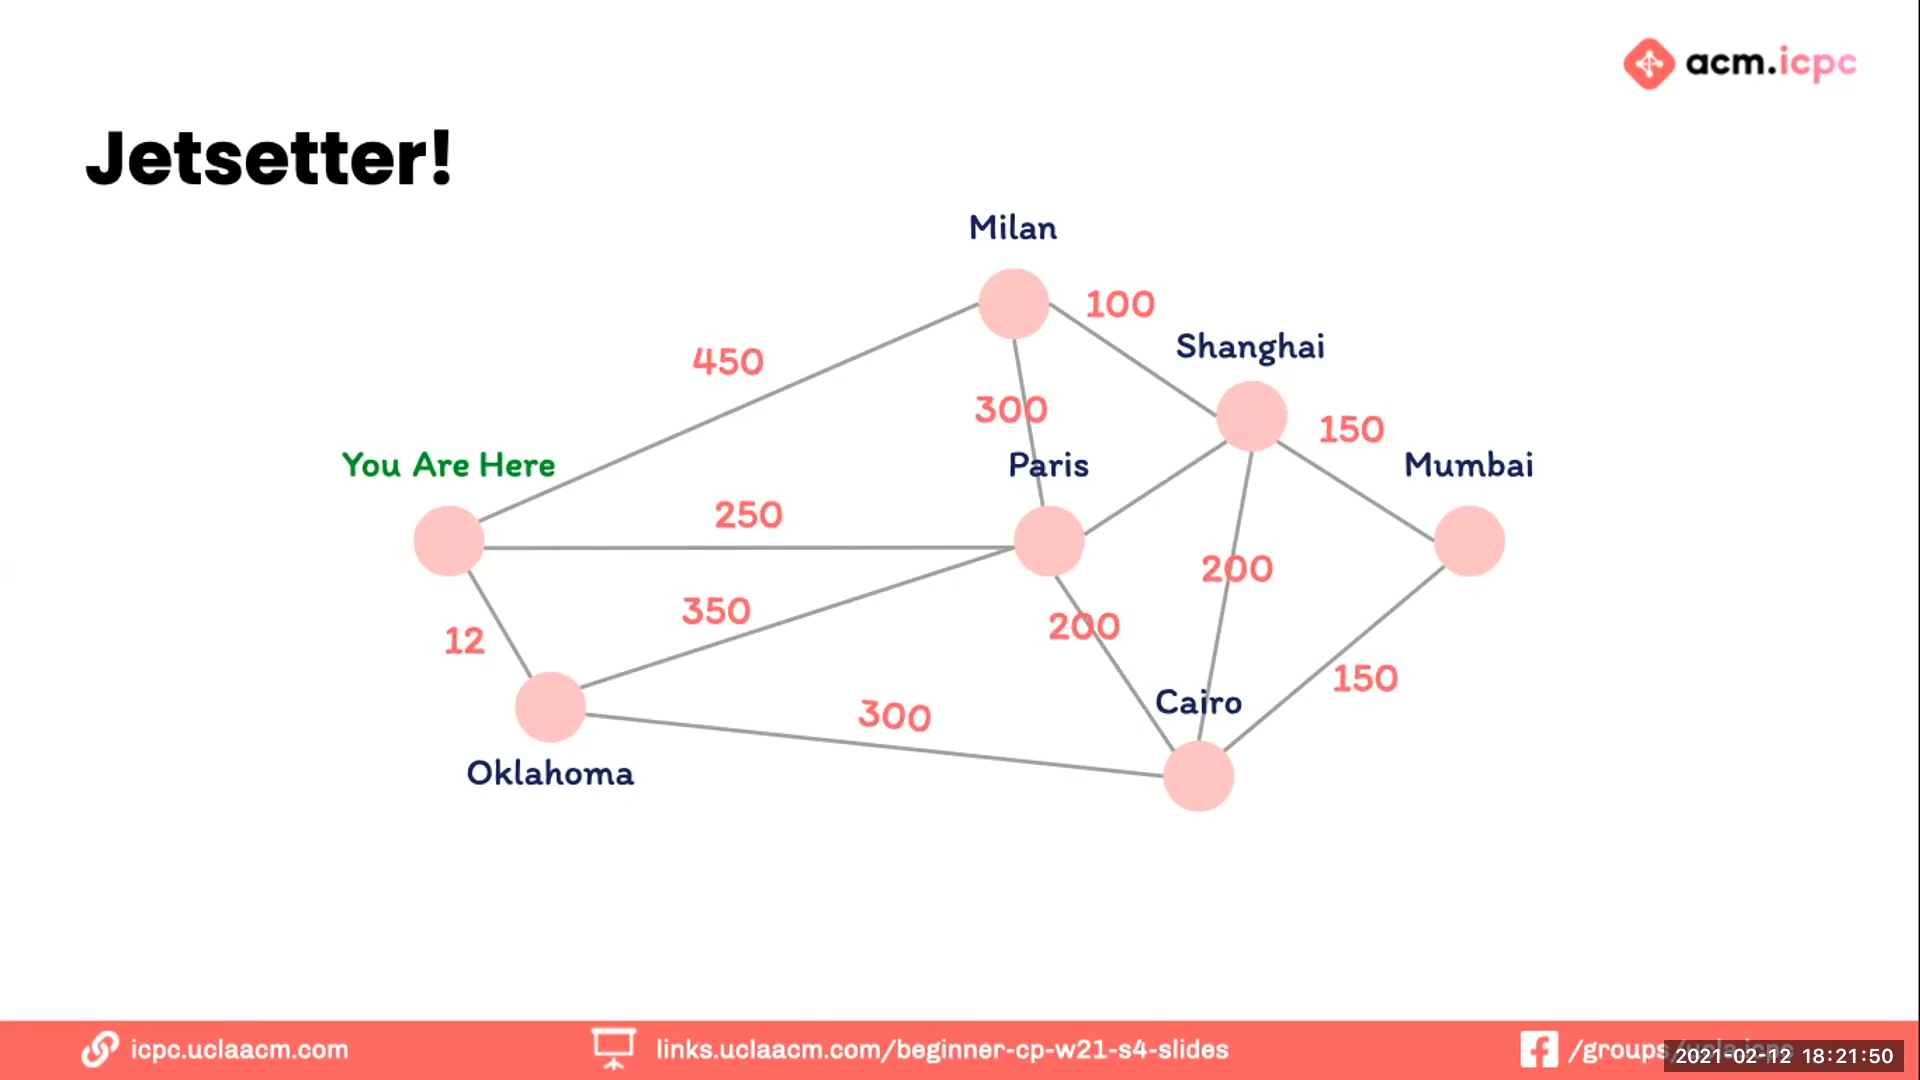 acm.icpc
Jetsetter!
Milan
100
Shanghai
450
300
150
You Are Here
Paris
Mumbai
250
200
350
200
12
150
Cairo
300
Oklahoma
icpc.uclaacm.com
links.uclaacm.com/beginner-cp-w21-s4-slides
/groups/ucla.icpc
2021-02-12 18:21:50